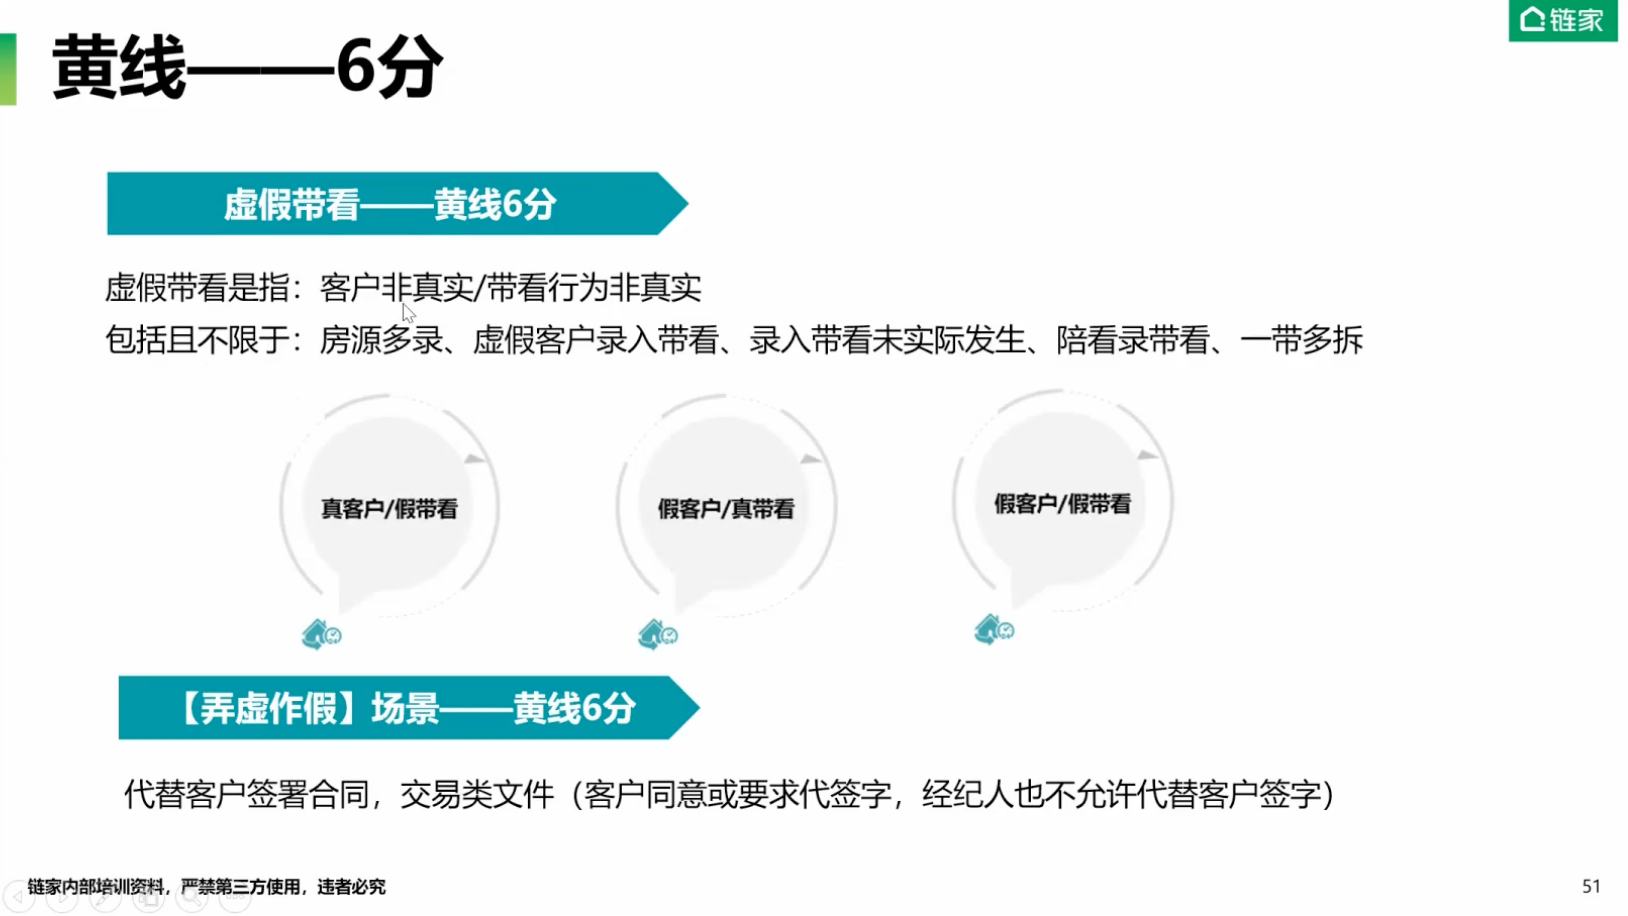 链家
黄线——6分
虚假带看——黄线6分
虚假带看是指：客户非真实/带看行为非真实
包括且不限于：房源多录、虚假客户录入带看、录入带看未实际发生、陪看录带看、一带多拆
真客户/假带看
假客户/真带看
假客户/假带看
【弄虚作假】场景——黄线6分
代替客户签署合同，交易类文件（客户同意或要求代签字，经纪人也不允许代替客户签字）
链家内部培训资料，严禁第三方使用，违者必究
51